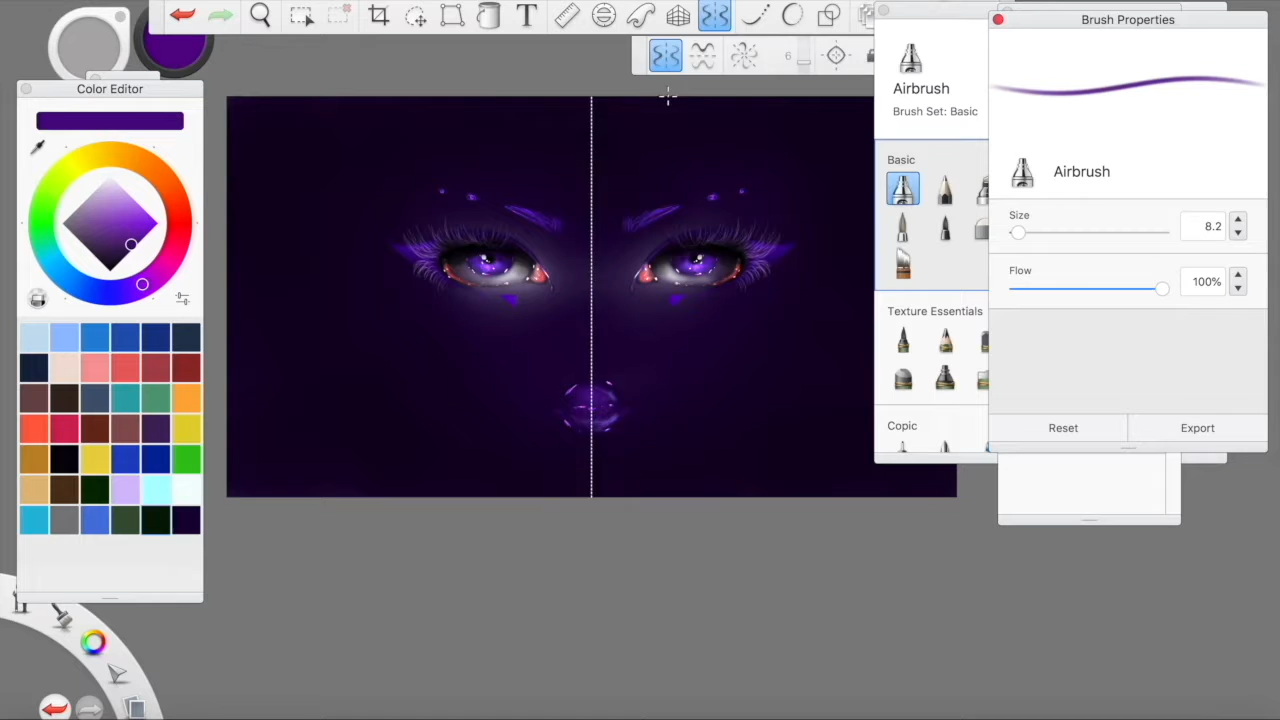 Brush Properties
Color Editor
6
Airbrush
Brush Set: Basic
Basic
Airbrush
Size
8.2
Flow
100%
Texture Essentials
Copic
Reset
Export